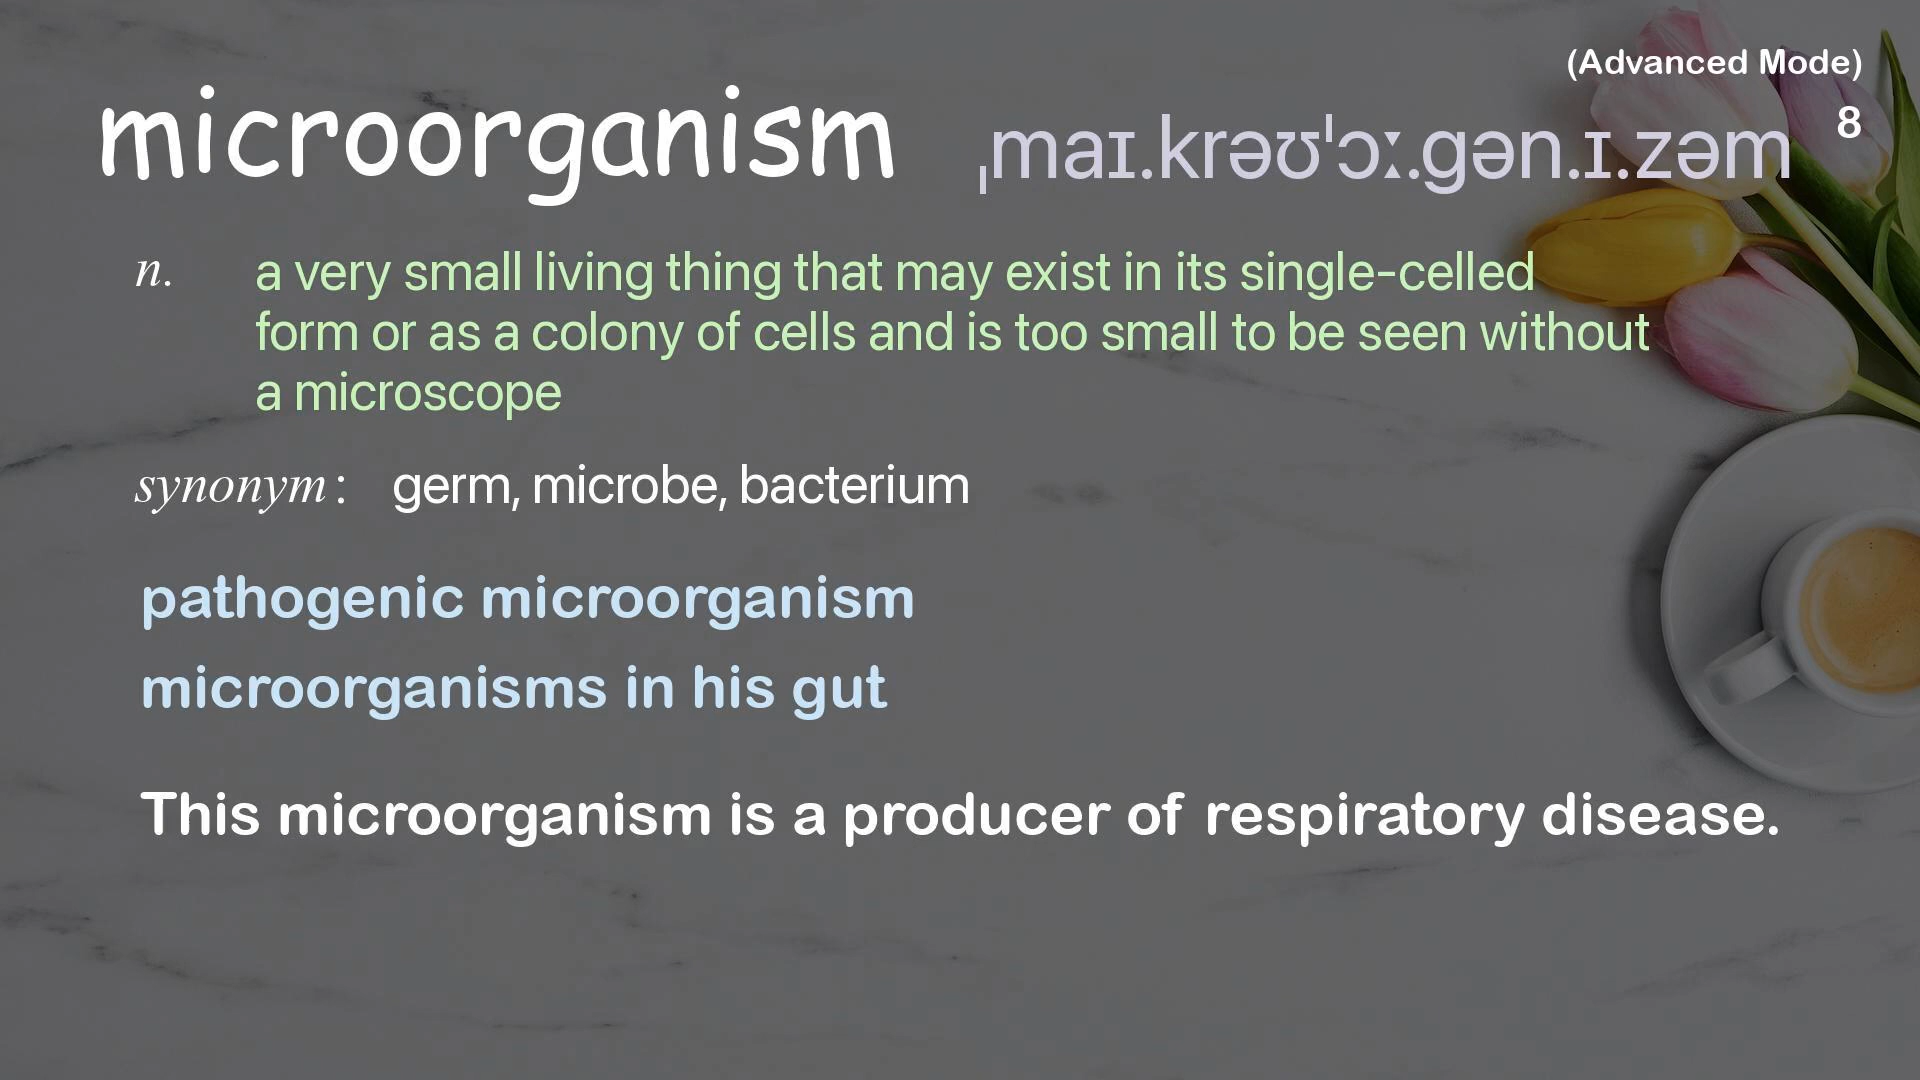 (Advanced Mode)
microorganism ˌmaɪ.krəʊˈɔː.gən.ɪ.zəm 8
n. a very small living thing that may exist in its single-celled
form or as a colony of cells and is too small to be seen without
a microscope
synonym: germ, microbe, bacterium
pathogenic microorganism
microorganisms in his gut
This microorganism is a producer of respiratory disease.